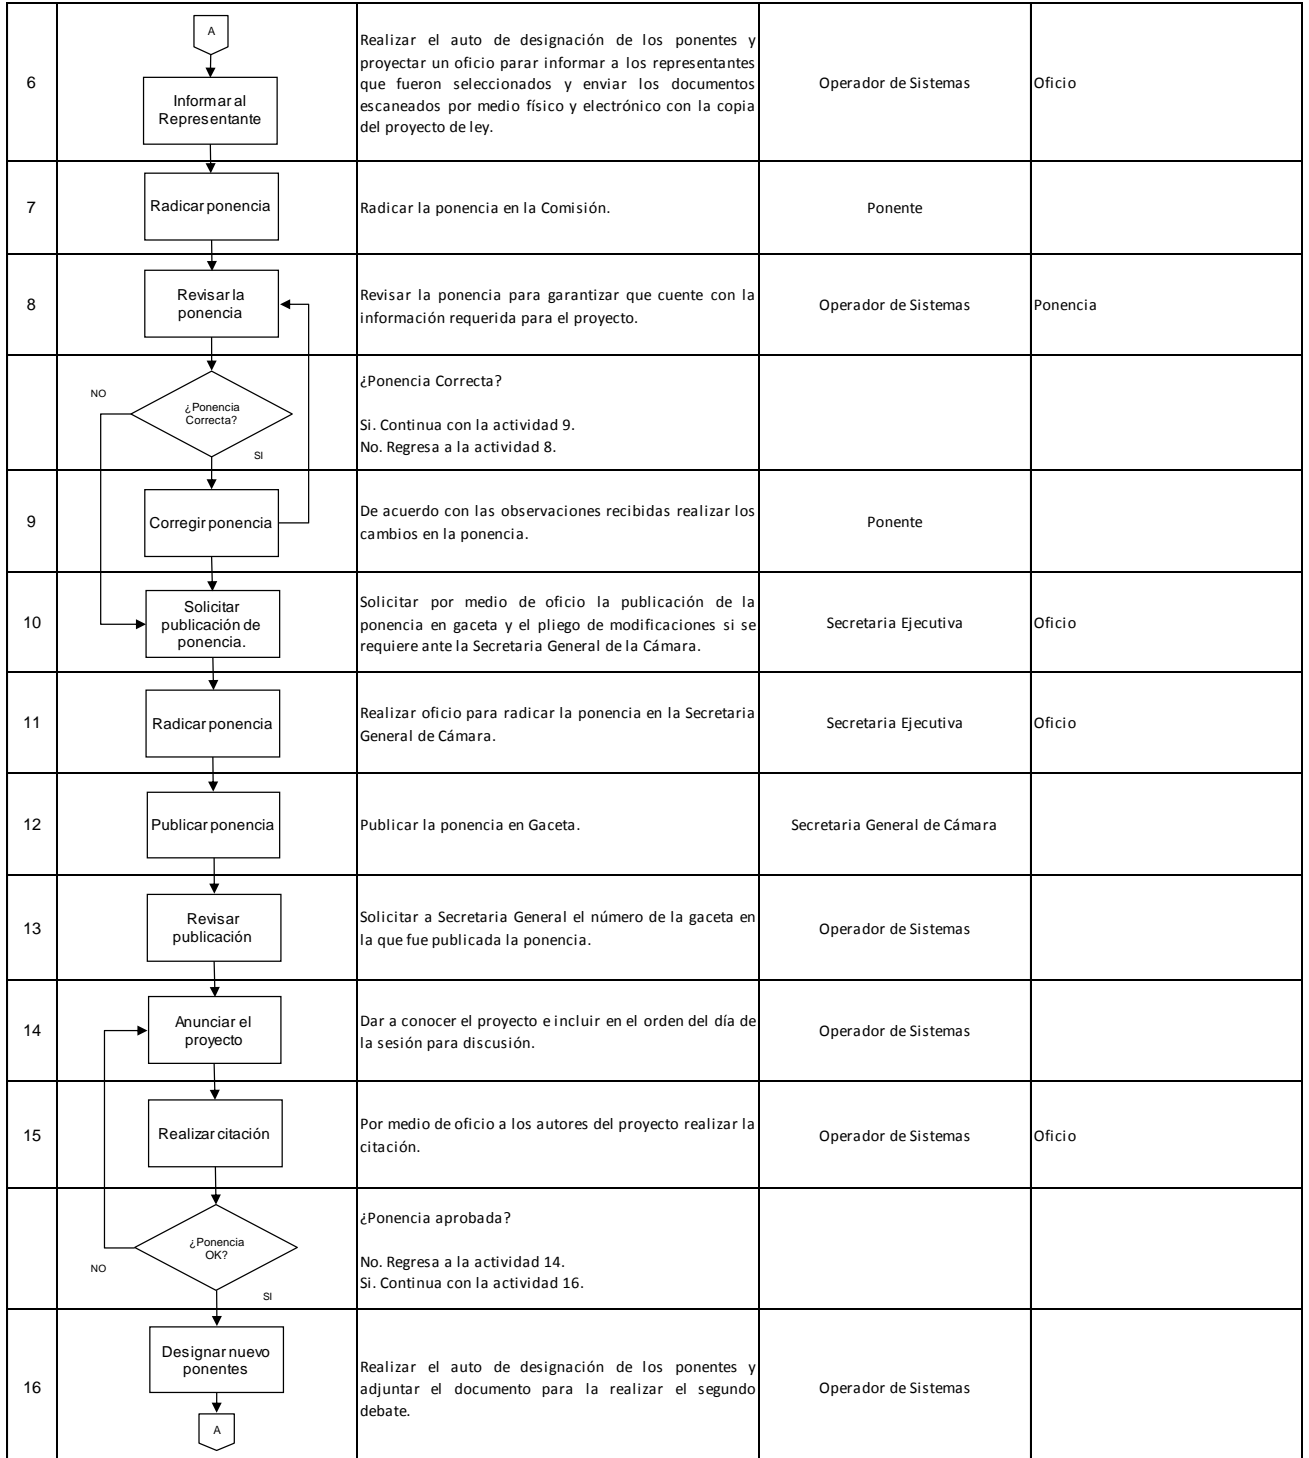 A
6
Informar al
Representante
Realizar el auto de designación de los ponentes y
proyectar un oficio parar informar a los representantes
que fueron seleccionados y enviar los documentos
escaneados por medio físico y electrónico con la copia
del proyecto de ley.
Operador de Sistemas
Oficio
7
Radicar ponencia
Radicar la ponencia en la Comisión.
Ponente
8
Revisar la
ponencia
Revisar la ponencia para garantizar que cuente con la
información requerida para el proyecto.
Operador de Sistemas
Ponencia
NO
¿Ponencia
Correcta?
SI
¿Ponencia Correcta?
Si. Continua con la actividad 9.
No. Regresa a la actividad 8.
9
Corregir ponencia
De acuerdo con las observaciones recibidas realizar los
cambios en la ponencia.
Ponente
10
Solicitar
publicación de
ponencia.
Solicitar por medio de oficio la publicación de la
ponencia en gaceta y el pliego de modificaciones si se
requiere ante la Secretaria General de la Cámara.
Secretaria Ejecutiva
Oficio
11
Radicar ponencia
Realizar oficio para radicar la ponencia en la Secretaria
General de Cámara.
Secretaria Ejecutiva
Oficio
12
Publicar ponencia
Publicar la ponencia en Gaceta.
Secretaria General de Cámara
13
Revisar
publicación
Solicitar a Secretaria General el número de la gaceta en
la que fue publicada la ponencia.
Operador de Sistemas
14
Anunciar el
proyecto
Dar a conocer el proyecto e incluir en el orden del día de
la sesión para discusión.
Operador de Sistemas
15
Realizar citación
Por medio de oficio a los autores del proyecto realizar la
citación.
Operador de Sistemas
Oficio
¿Ponencia
OK?
NO
SI
¿Ponencia aprobada?
No. Regresa a la actividad 14.
Si. Continua con la actividad 16.
16
Designar nuevo
ponentes
A
Realizar el auto de designación de los ponentes y
adjuntar el documento para la realizar el segundo
debate.
Operador de Sistemas